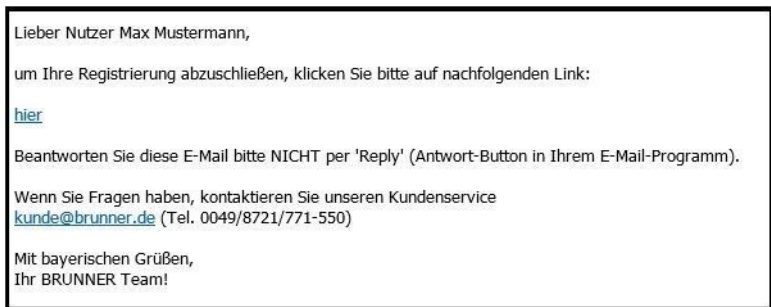 Lieber Nutzer Max Mustermann,
um Ihre Registrierung abzuschließen, klicken Sie bitte auf nachfolgenden Link:
hier
Beantworten Sie diese E-Mail bitte NICHT per 'Reply' (Antwort-Button in Ihrem E-Mail-Programm).
Wenn Sie Fragen haben, kontaktieren Sie unseren Kundenservice
kunde@brunner.de (Tel. 0049/8721/771-550)
Mit bayerischen Grüßen,
Ihr BRUNNER Team!